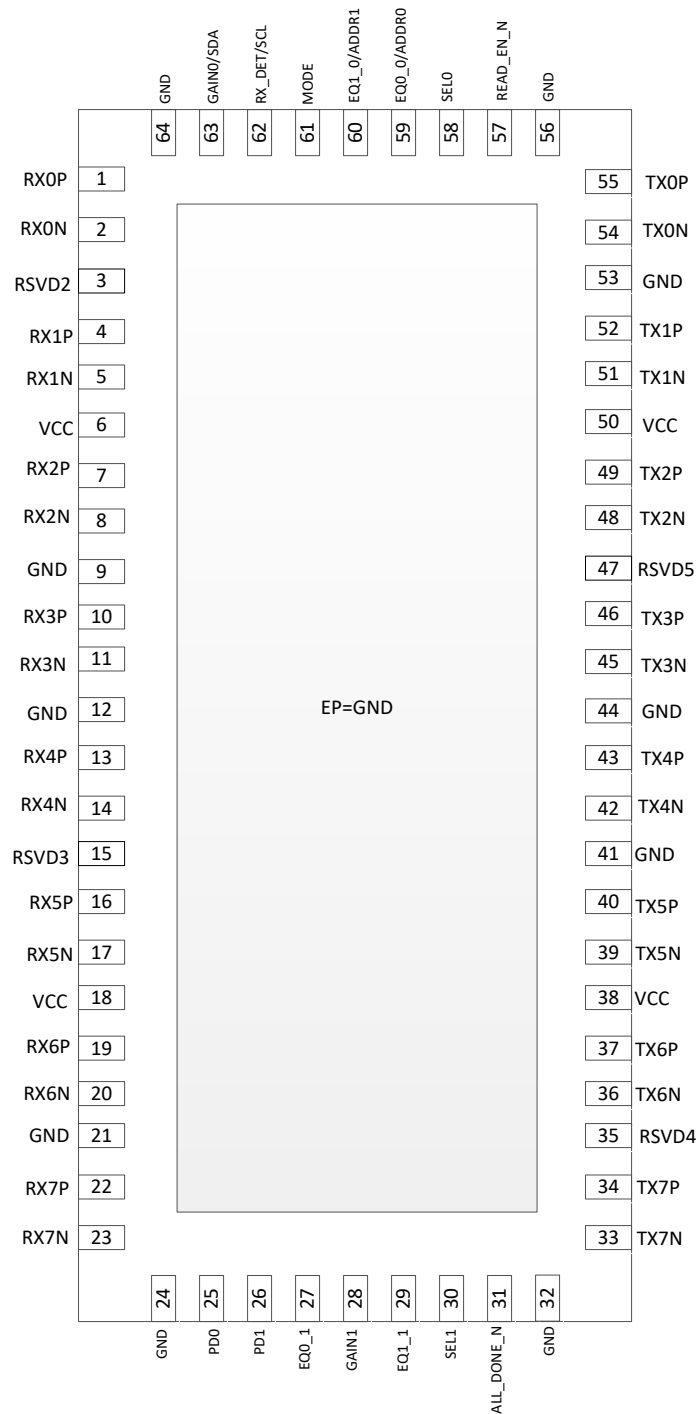 GND
GAIN0/SDA
RX_DET/SCL
MODE
EQ1_0/ADDR1
EQ0_0/ADDR0
SEL0
READ_EN_N
GND
64
63
62
61
60
59
58
57
56
RX0P 1
55 TX0P
RX0N 2
54 TX0N
RSVD2 3
53 GND
RX1P 4
52 TX1P
RX1N 5
51 TX1N
VCC 6
50 VCC
RX2P 7
49 TX2P
RX2N 8
48 TX2N
GND 9
47 RSVD5
RX3P 10
46 TX3P
RX3N 11
45 TX3N
GND 12
EP=GND
44 GND
RX4P 13
43 TX4P
RX4N 14
42 TX4N
RSVD3 15
41 GND
RX5P 16
40 TX5P
RX5N 17
39 TX5N
VCC 18
38 VCC
RX6P 19
37 TX6P
RX6N 20
36 TX6N
GND 21
35 RSVD4
RX7P 22
34 TX7P
RX7N 23
33 TX7N
24
25
26
27
28
29
30
31
32
GND
PD0
PD1
EQ0_1
GAIN1
EQ1_1
SEL1
ALL_DONE_N
GND